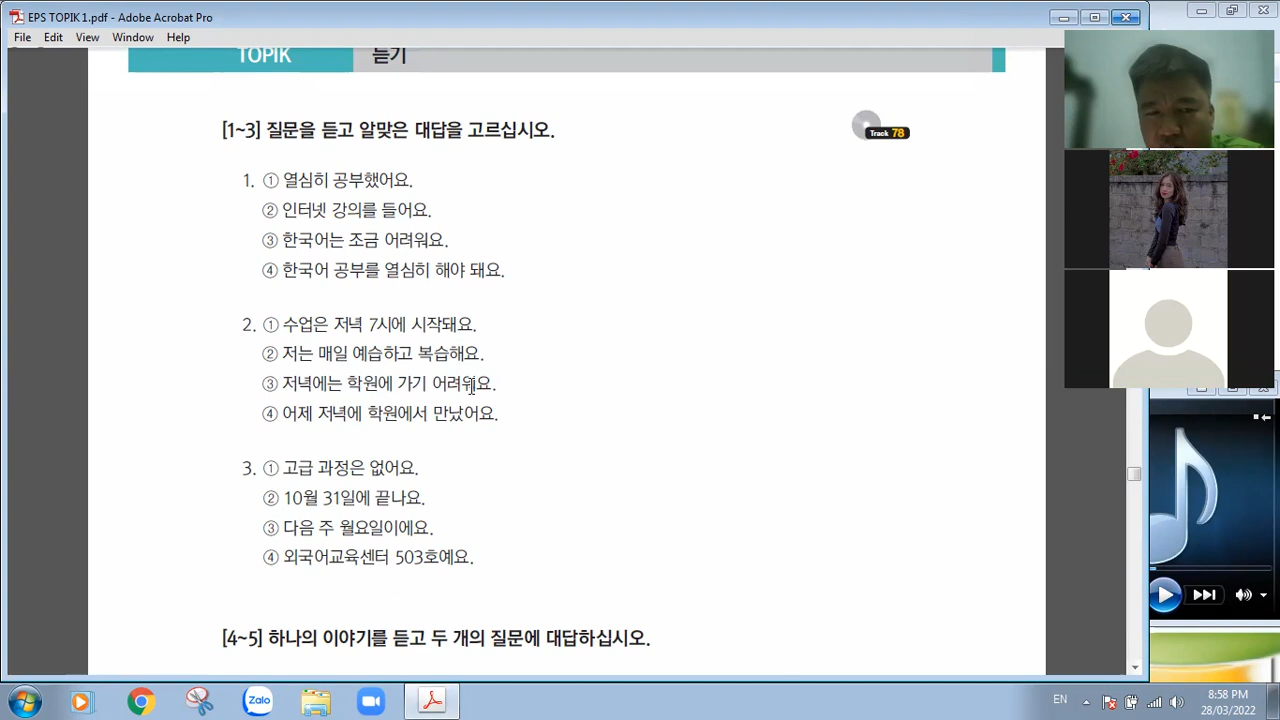 EPS TOPIK 1.pdf - Adobe Acrobat Pro
File Edit View Window Help
TOPIK 듣기
[1~3] 질문을 듣고 알맞은 대답을 고르십시오.
Track 78
1. ① 열심히 공부했어요.
② 인터넷 강의를 들어요.
③ 한국어는 조금 어려워요.
④ 한국어 공부를 열심히 해야 돼요.
2. ① 수업은 저녁 7시에 시작돼요.
② 저는 매일 예습하고 복습해요.
③ 저녁에는 학원에 가기 어려워요.
④ 어제 저녁에 학원에서 만났어요.
3. ① 고급 과정은 없어요.
② 10월 31일에 끝나요.
③ 다음 주 월요일이에요.
④ 외국어교육센터 503호예요.
[4~5] 하나의 이야기를 듣고 두 개의 질문에 대답하십시오.
Zalo
EN
8:58 PM
28/03/2022